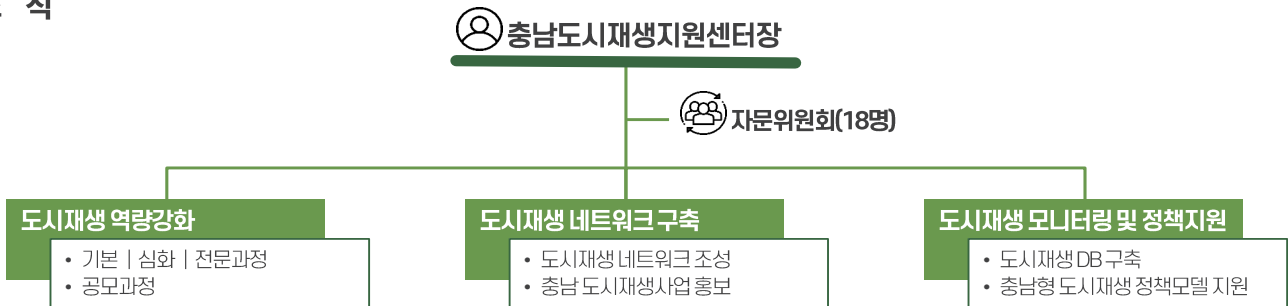 직
충남도시재생지원센터장
자문위원회(18명)
도시재생 역량강화
• 기본 | 심화 | 전문과정
• 공모과정
도시재생 네트워크 구축
• 도시재생 네트워크 조성
• 충남 도시재생사업 홍보
도시재생 모니터링 및 정책지원
• 도시재생 DB 구축
• 충남형 도시재생 정책모델 지원